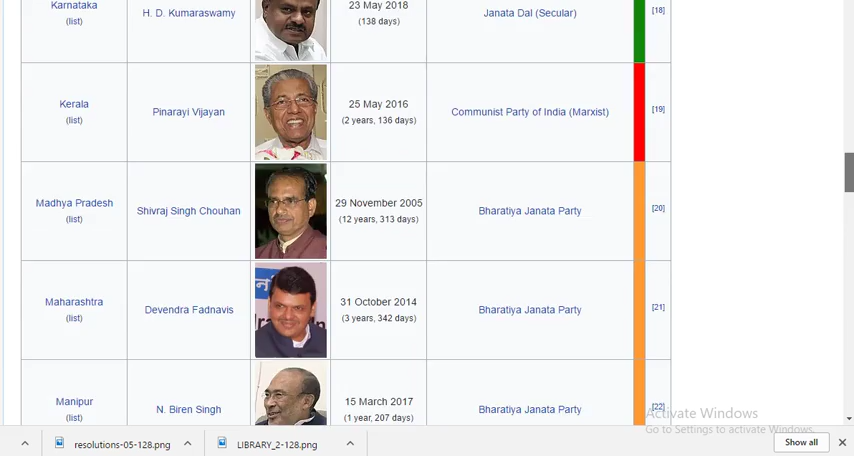 Karnataka
(list)
H. D. Kumaraswamy
23 May 2018
(138 days)
Janata Dal (Secular)
[18]
Kerala
(list)
Pinarayi Vijayan
25 May 2016
(2 years, 136 days)
Communist Party of India (Marxist)
[19]
Madhya Pradesh
(list)
Shivraj Singh Chouhan
29 November 2005
(12 years, 313 days)
Bharatiya Janata Party
[20]
Maharashtra
(list)
Devendra Fadnavis
31 October 2014
(3 years, 342 days)
Bharatiya Janata Party
[21]
Manipur
(list)
N. Biren Singh
15 March 2017
(1 year, 207 days)
Bharatiya Janata Party
[22]
Activate Windows
Go to Settings to activate Windows.
resolutions-05-128.png
LIBRARY_2-128.png
Show all